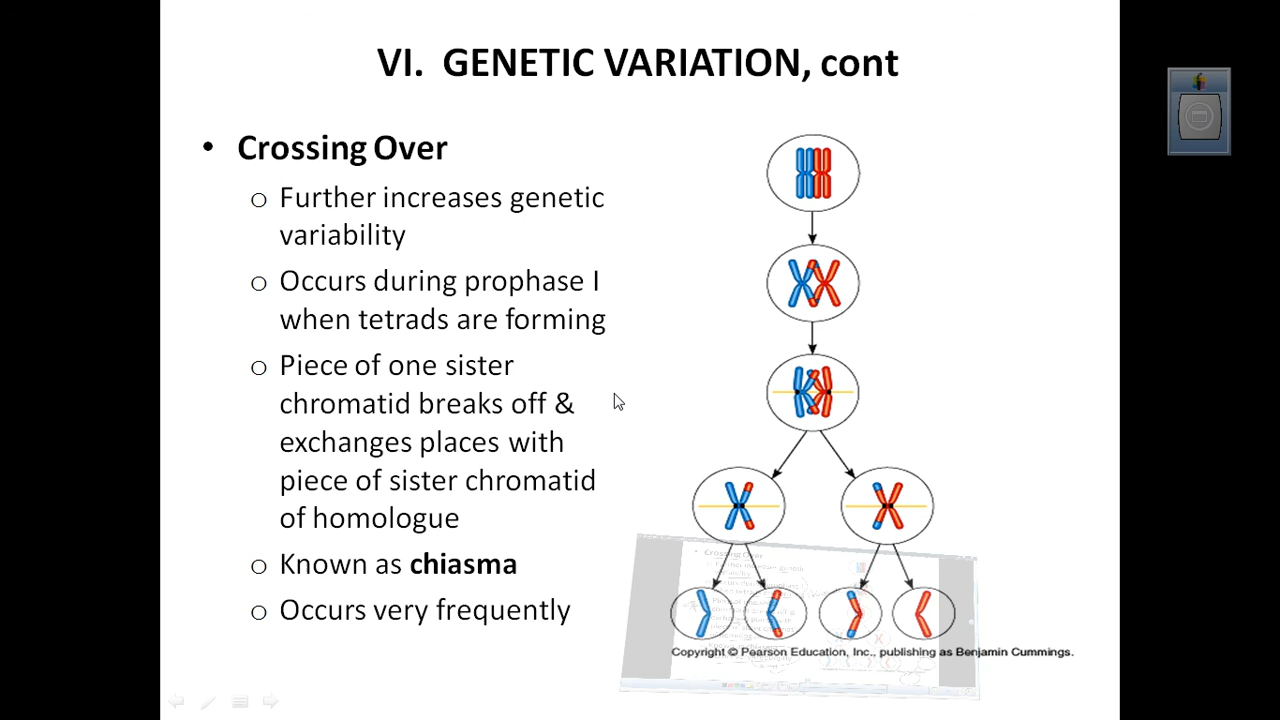 VI. GENETIC VARIATION, cont
• Crossing Over
o Further increases genetic
variability
o Occurs during prophase I
when tetrads are forming
o Piece of one sister
chromatid breaks off &
exchanges places with
piece of sister chromatid
of homologue
o Known as chiasma
o Occurs very frequently
Crossing Over
Copyright © Pearson Education, Inc., publishing as Benjamin Cummings.